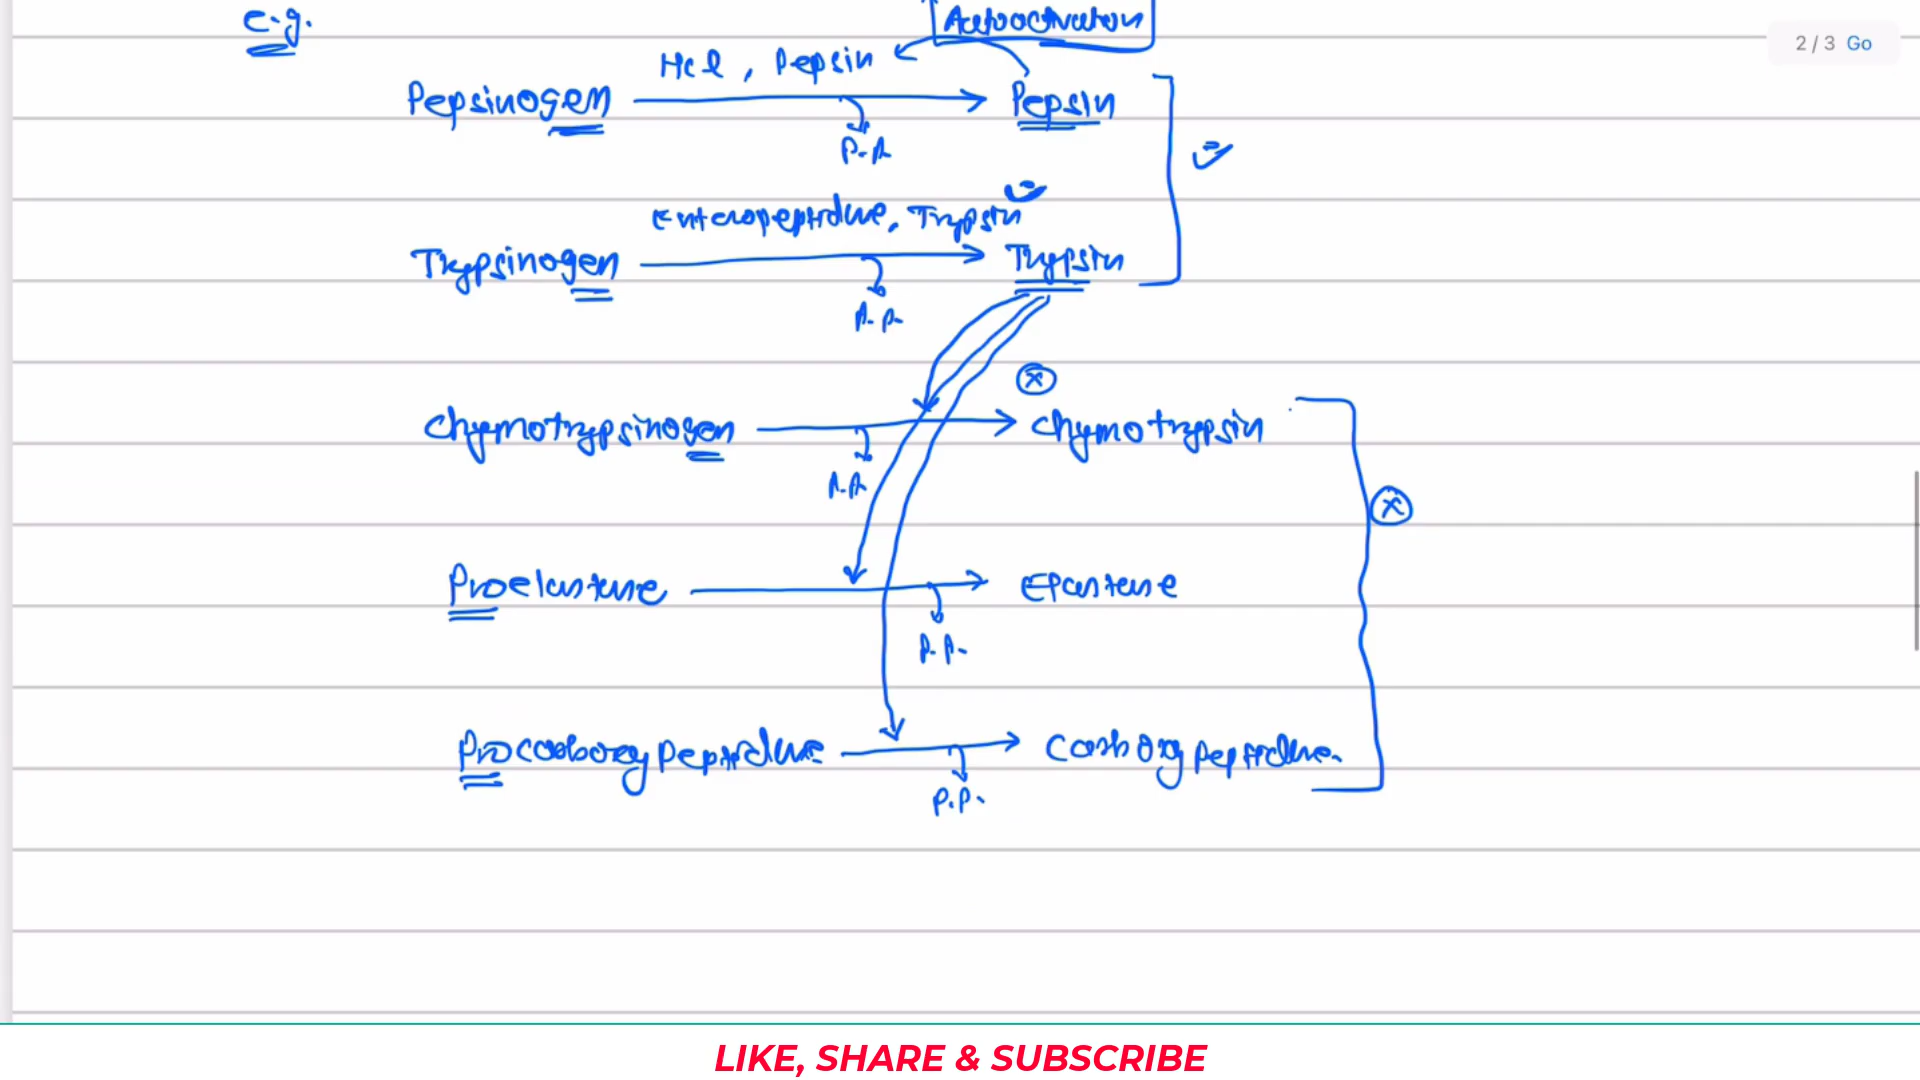 e.g.
Autoactivation
2 / 3 Go
Hcl, Pepsin
Pepsinogen Pepsin
P.P.
Enteropeptidase, Trypsin
Trypsinogen Trypsin
P.P.
Chymotrypsinogen Chymotrypsin
P.P.
Proelastase Elastase
P.P.
Procarboxypeptidase Carboxypeptidase
P.P.
LIKE, SHARE & SUBSCRIBE